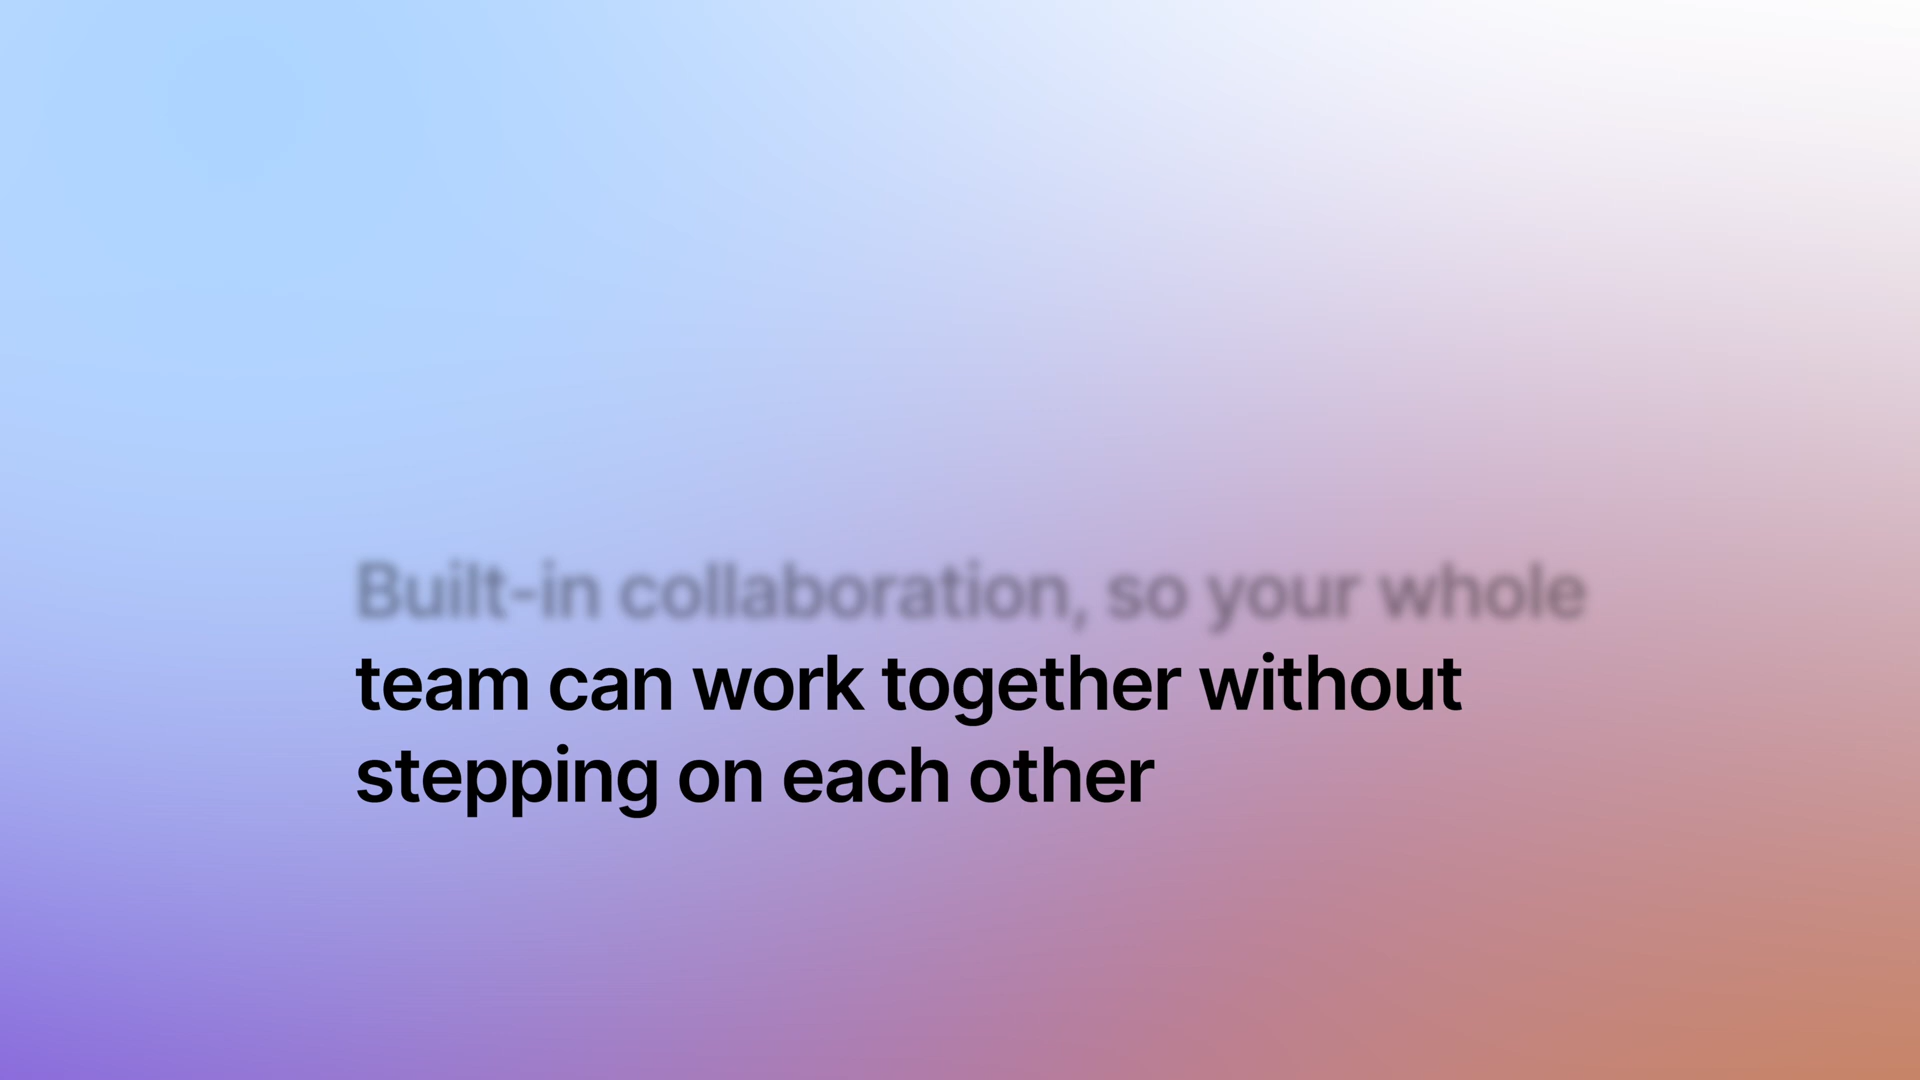 Built-in collaboration, so your whole
team can work together without
stepping on each other